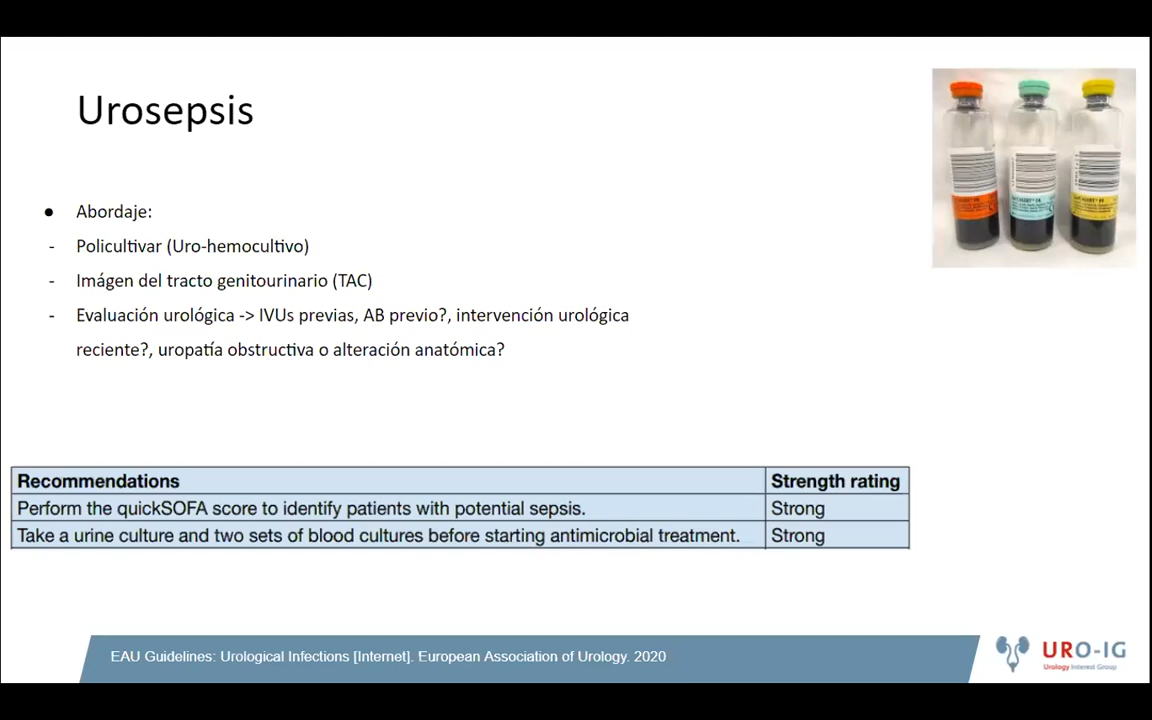 Urosepsis
● Abordaje:
- Policultivar (Uro-hemocultivo)
- Imágen del tracto genitourinario (TAC)
- Evaluación urológica -> IVUs previas, AB previo?, intervención urológica
reciente?, uropatía obstructiva o alteración anatómica?
Recommendations Strength rating
Perform the quickSOFA score to identify patients with potential sepsis. Strong
Take a urine culture and two sets of blood cultures before starting antimicrobial treatment. Strong
EAU Guidelines: Urological Infections [Internet]. European Association of Urology. 2020
URO-IG
Urology Interest Group